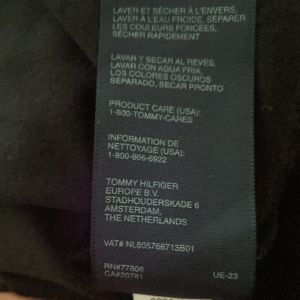 LAVER ET SÉCHER À L'ENVERS,
LAVER À L'EAU FROIDE, SÉPARER
LES COULEURS FONCÉES,
SÉCHER RAPIDEMENT
LAVAR Y SECAR AL REVES,
LAVAR CON AGUA FRIA
LOS COLORES OSCUROS
SEPARADO, SECAR PRONTO
PRODUCT CARE (USA):
1-800-TOMMY-CARES
INFORMATION DE
NETTOYAGE (USA):
1-800-866-6922
TOMMY HILFIGER
EUROPE B.V.
STADHOUDERSKADE 6
AMSTERDAM,
THE NETHERLANDS
VAT# NL805766713B01
RN#77806
CA#20781 UE-23